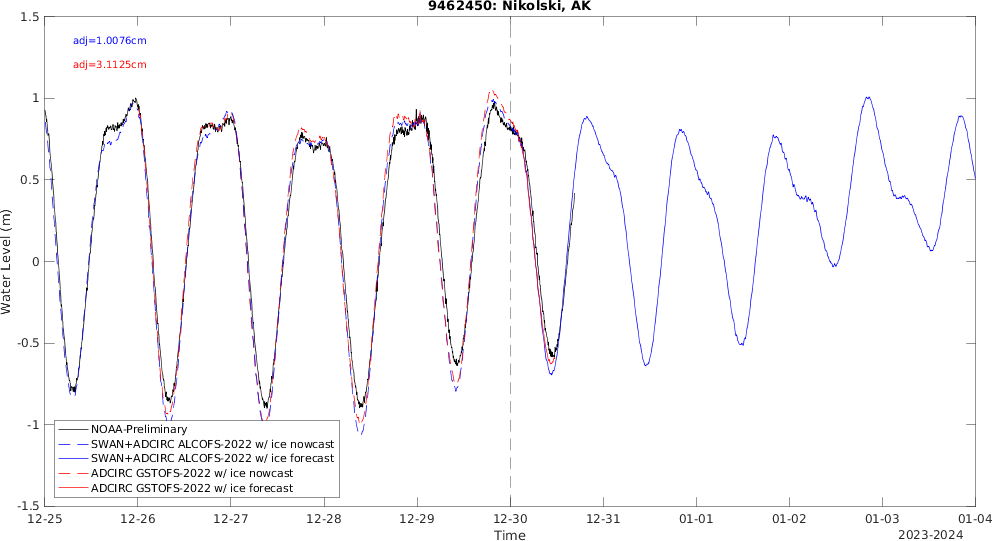 9462450: Nikolski, AK
adj=1.0076cm
adj=3.1125cm
Water Level (m)
1.5
1
0.5
0
-0.5
-1
-1.5
NOAA-Preliminary
SWAN+ADCIRC ALCOFS-2022 w/ ice nowcast
SWAN+ADCIRC ALCOFS-2022 w/ ice forecast
ADCIRC GSTOFS-2022 w/ ice nowcast
ADCIRC GSTOFS-2022 w/ ice forecast
12-25 12-26 12-27 12-28 12-29 12-30 12-31 01-01 01-02 01-03 01-04
Time
2023-2024